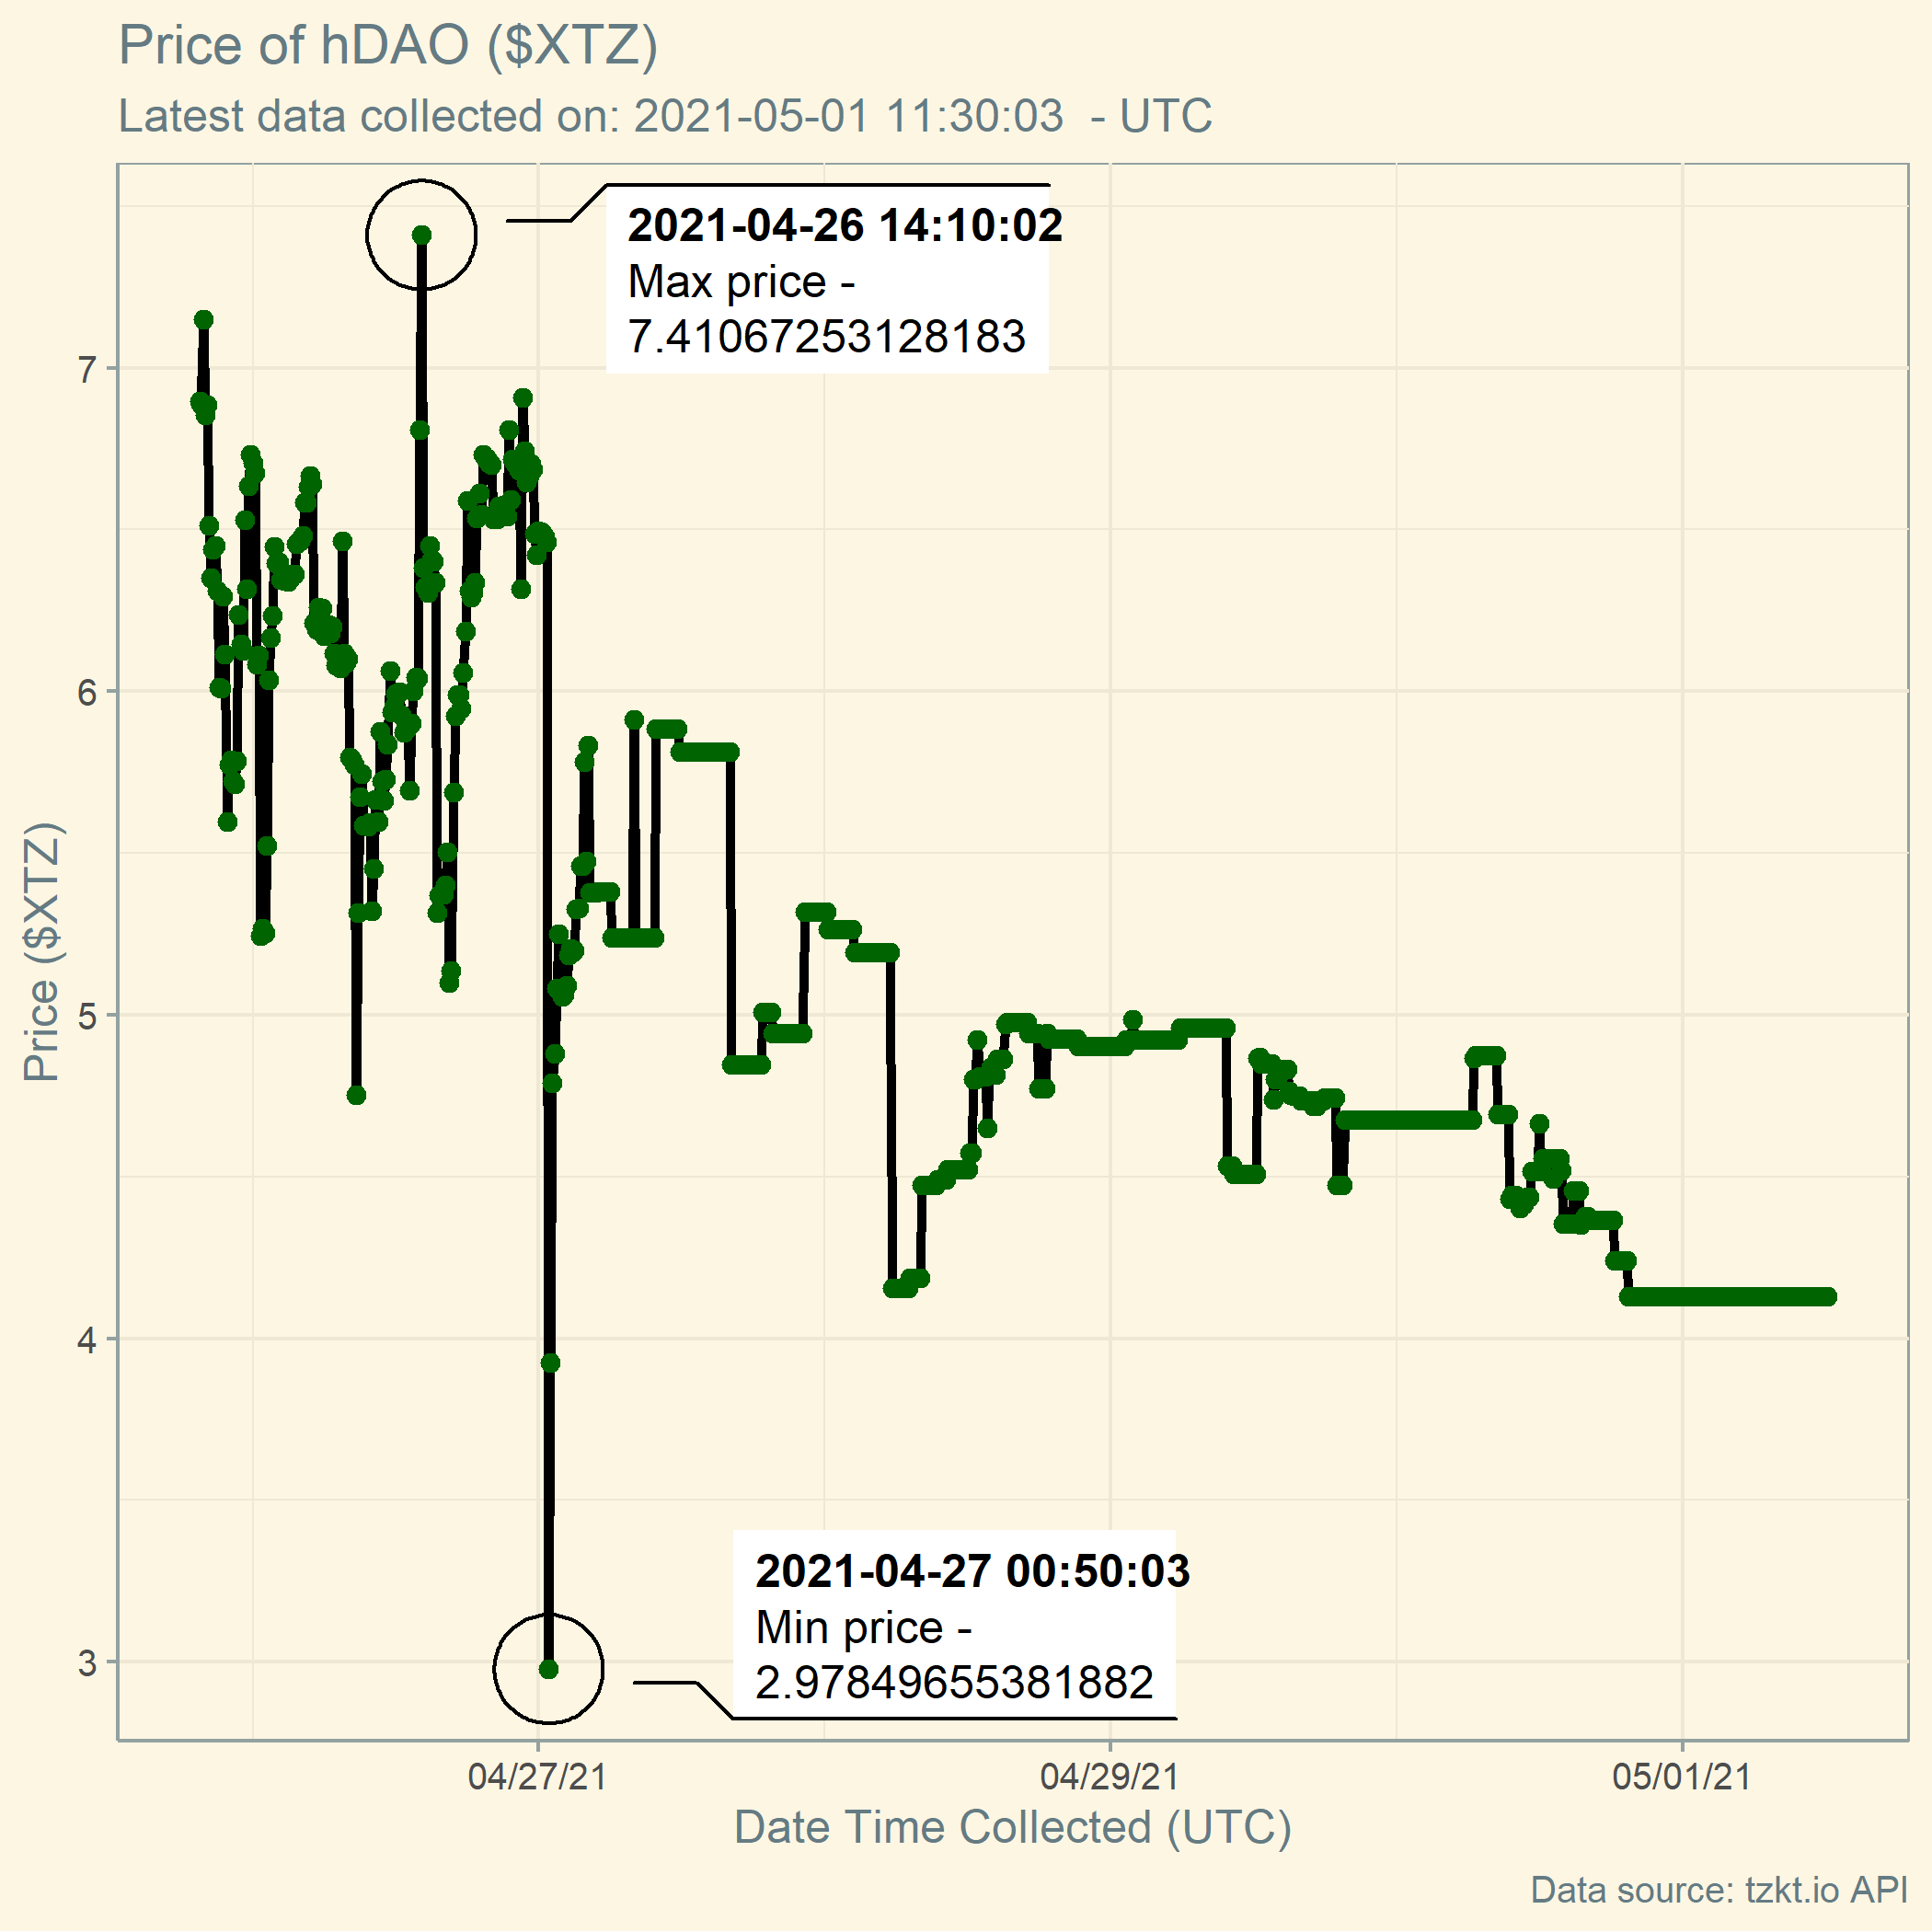 Price of hDAO ($XTZ)
Latest data collected on: 2021-05-01 11:30:03  - UTC
2021-04-26 14:10:02
Max price -
7.41067253128183
7
6
5
4
3
Price ($XTZ)
2021-04-27 00:50:03
Min price -
2.97849655381882
04/27/21
04/29/21
05/01/21
Date Time Collected (UTC)
Data source: tzkt.io API